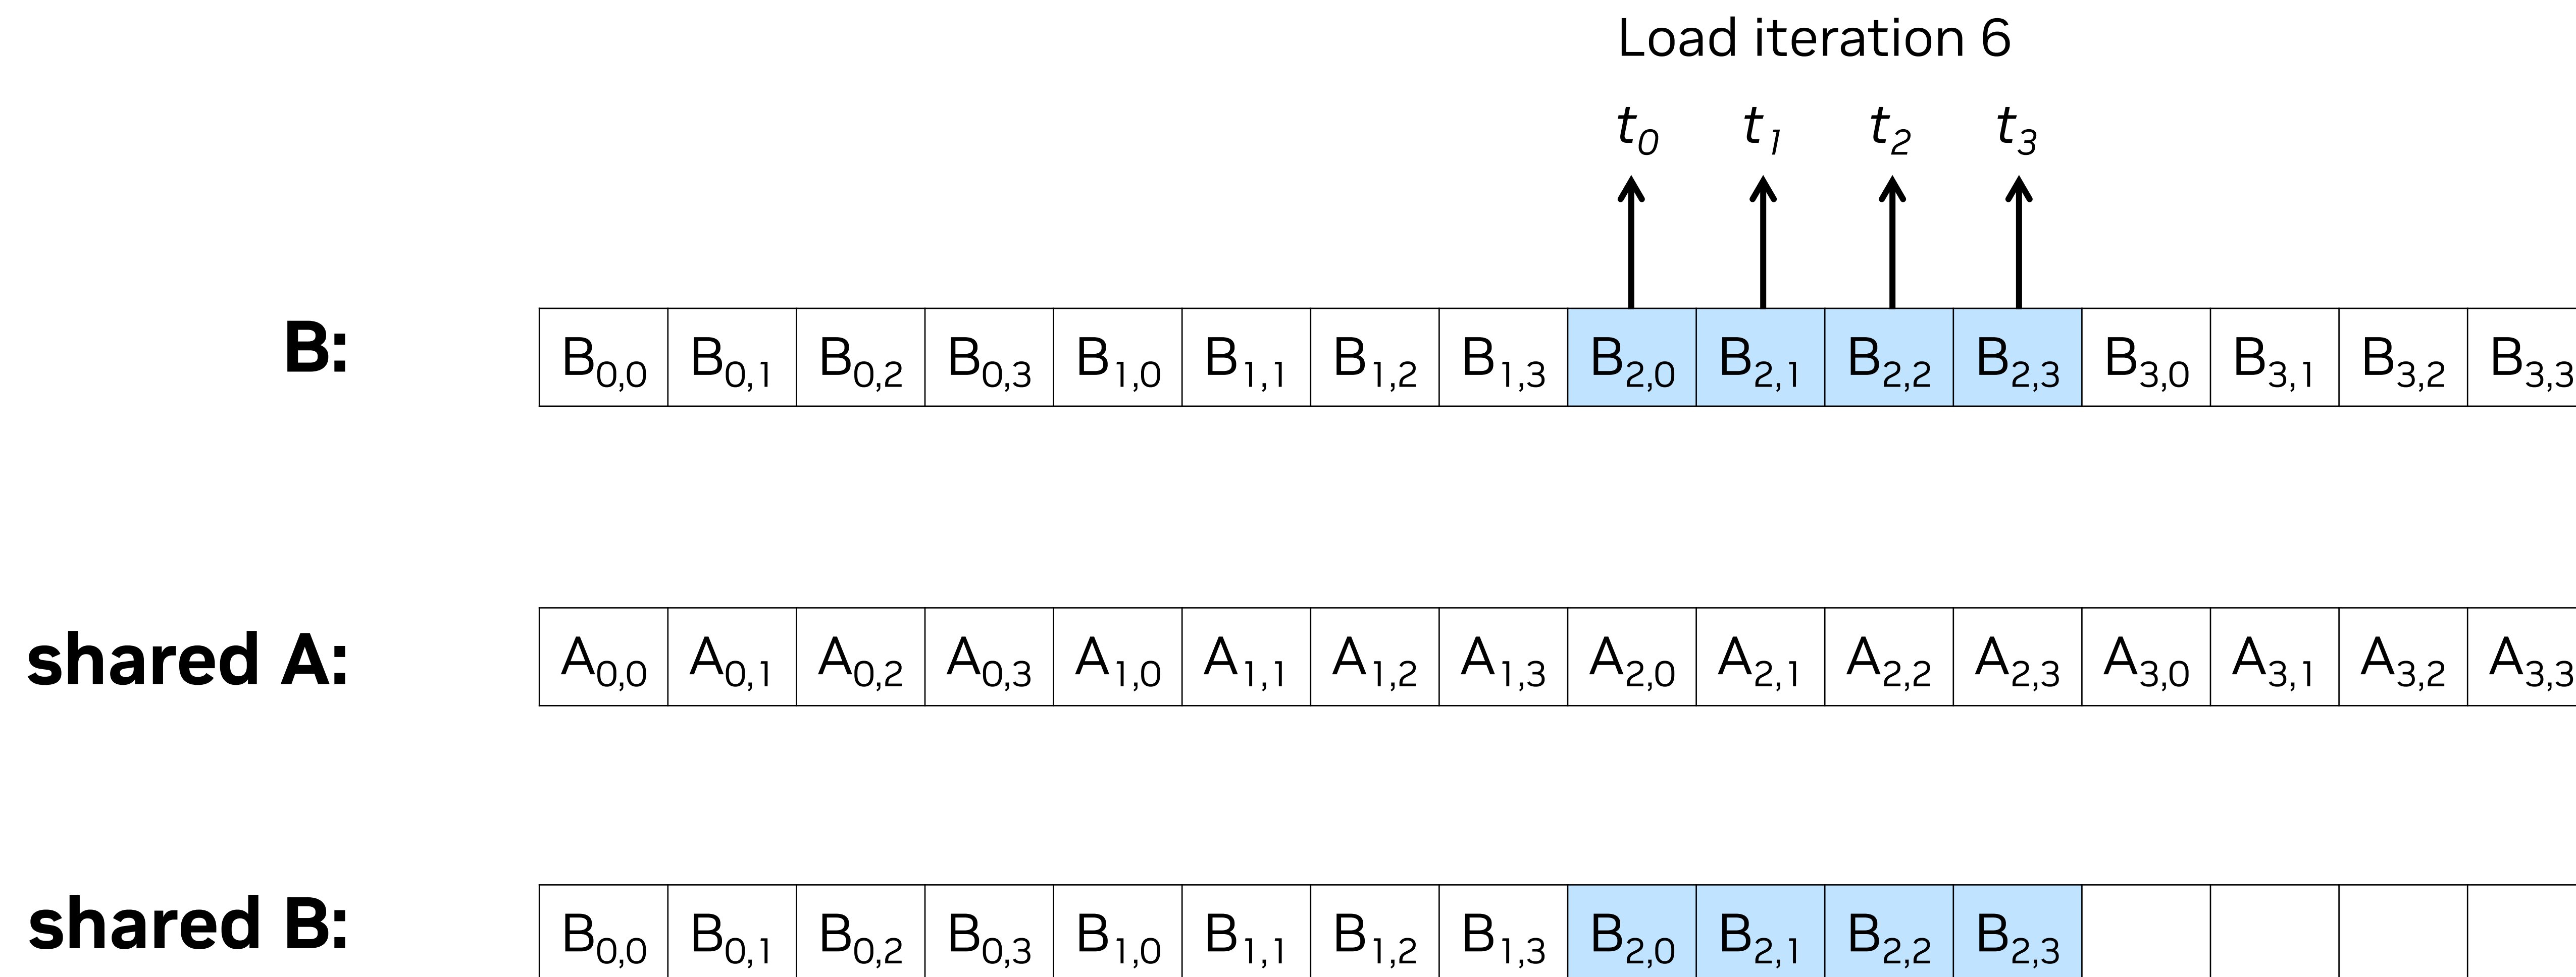 Load iteration 6
t₀ t₁ t₂ t₃
B: B₀,₀ B₀,₁ B₀,₂ B₀,₃ B₁,₀ B₁,₁ B₁,₂ B₁,₃ B₂,₀ B₂,₁ B₂,₂ B₂,₃ B₃,₀ B₃,₁ B₃,₂ B₃,₃
shared A: A₀,₀ A₀,₁ A₀,₂ A₀,₃ A₁,₀ A₁,₁ A₁,₂ A₁,₃ A₂,₀ A₂,₁ A₂,₂ A₂,₃ A₃,₀ A₃,₁ A₃,₂ A₃,₃
shared B: B₀,₀ B₀,₁ B₀,₂ B₀,₃ B₁,₀ B₁,₁ B₁,₂ B₁,₃ B₂,₀ B₂,₁ B₂,₂ B₂,₃